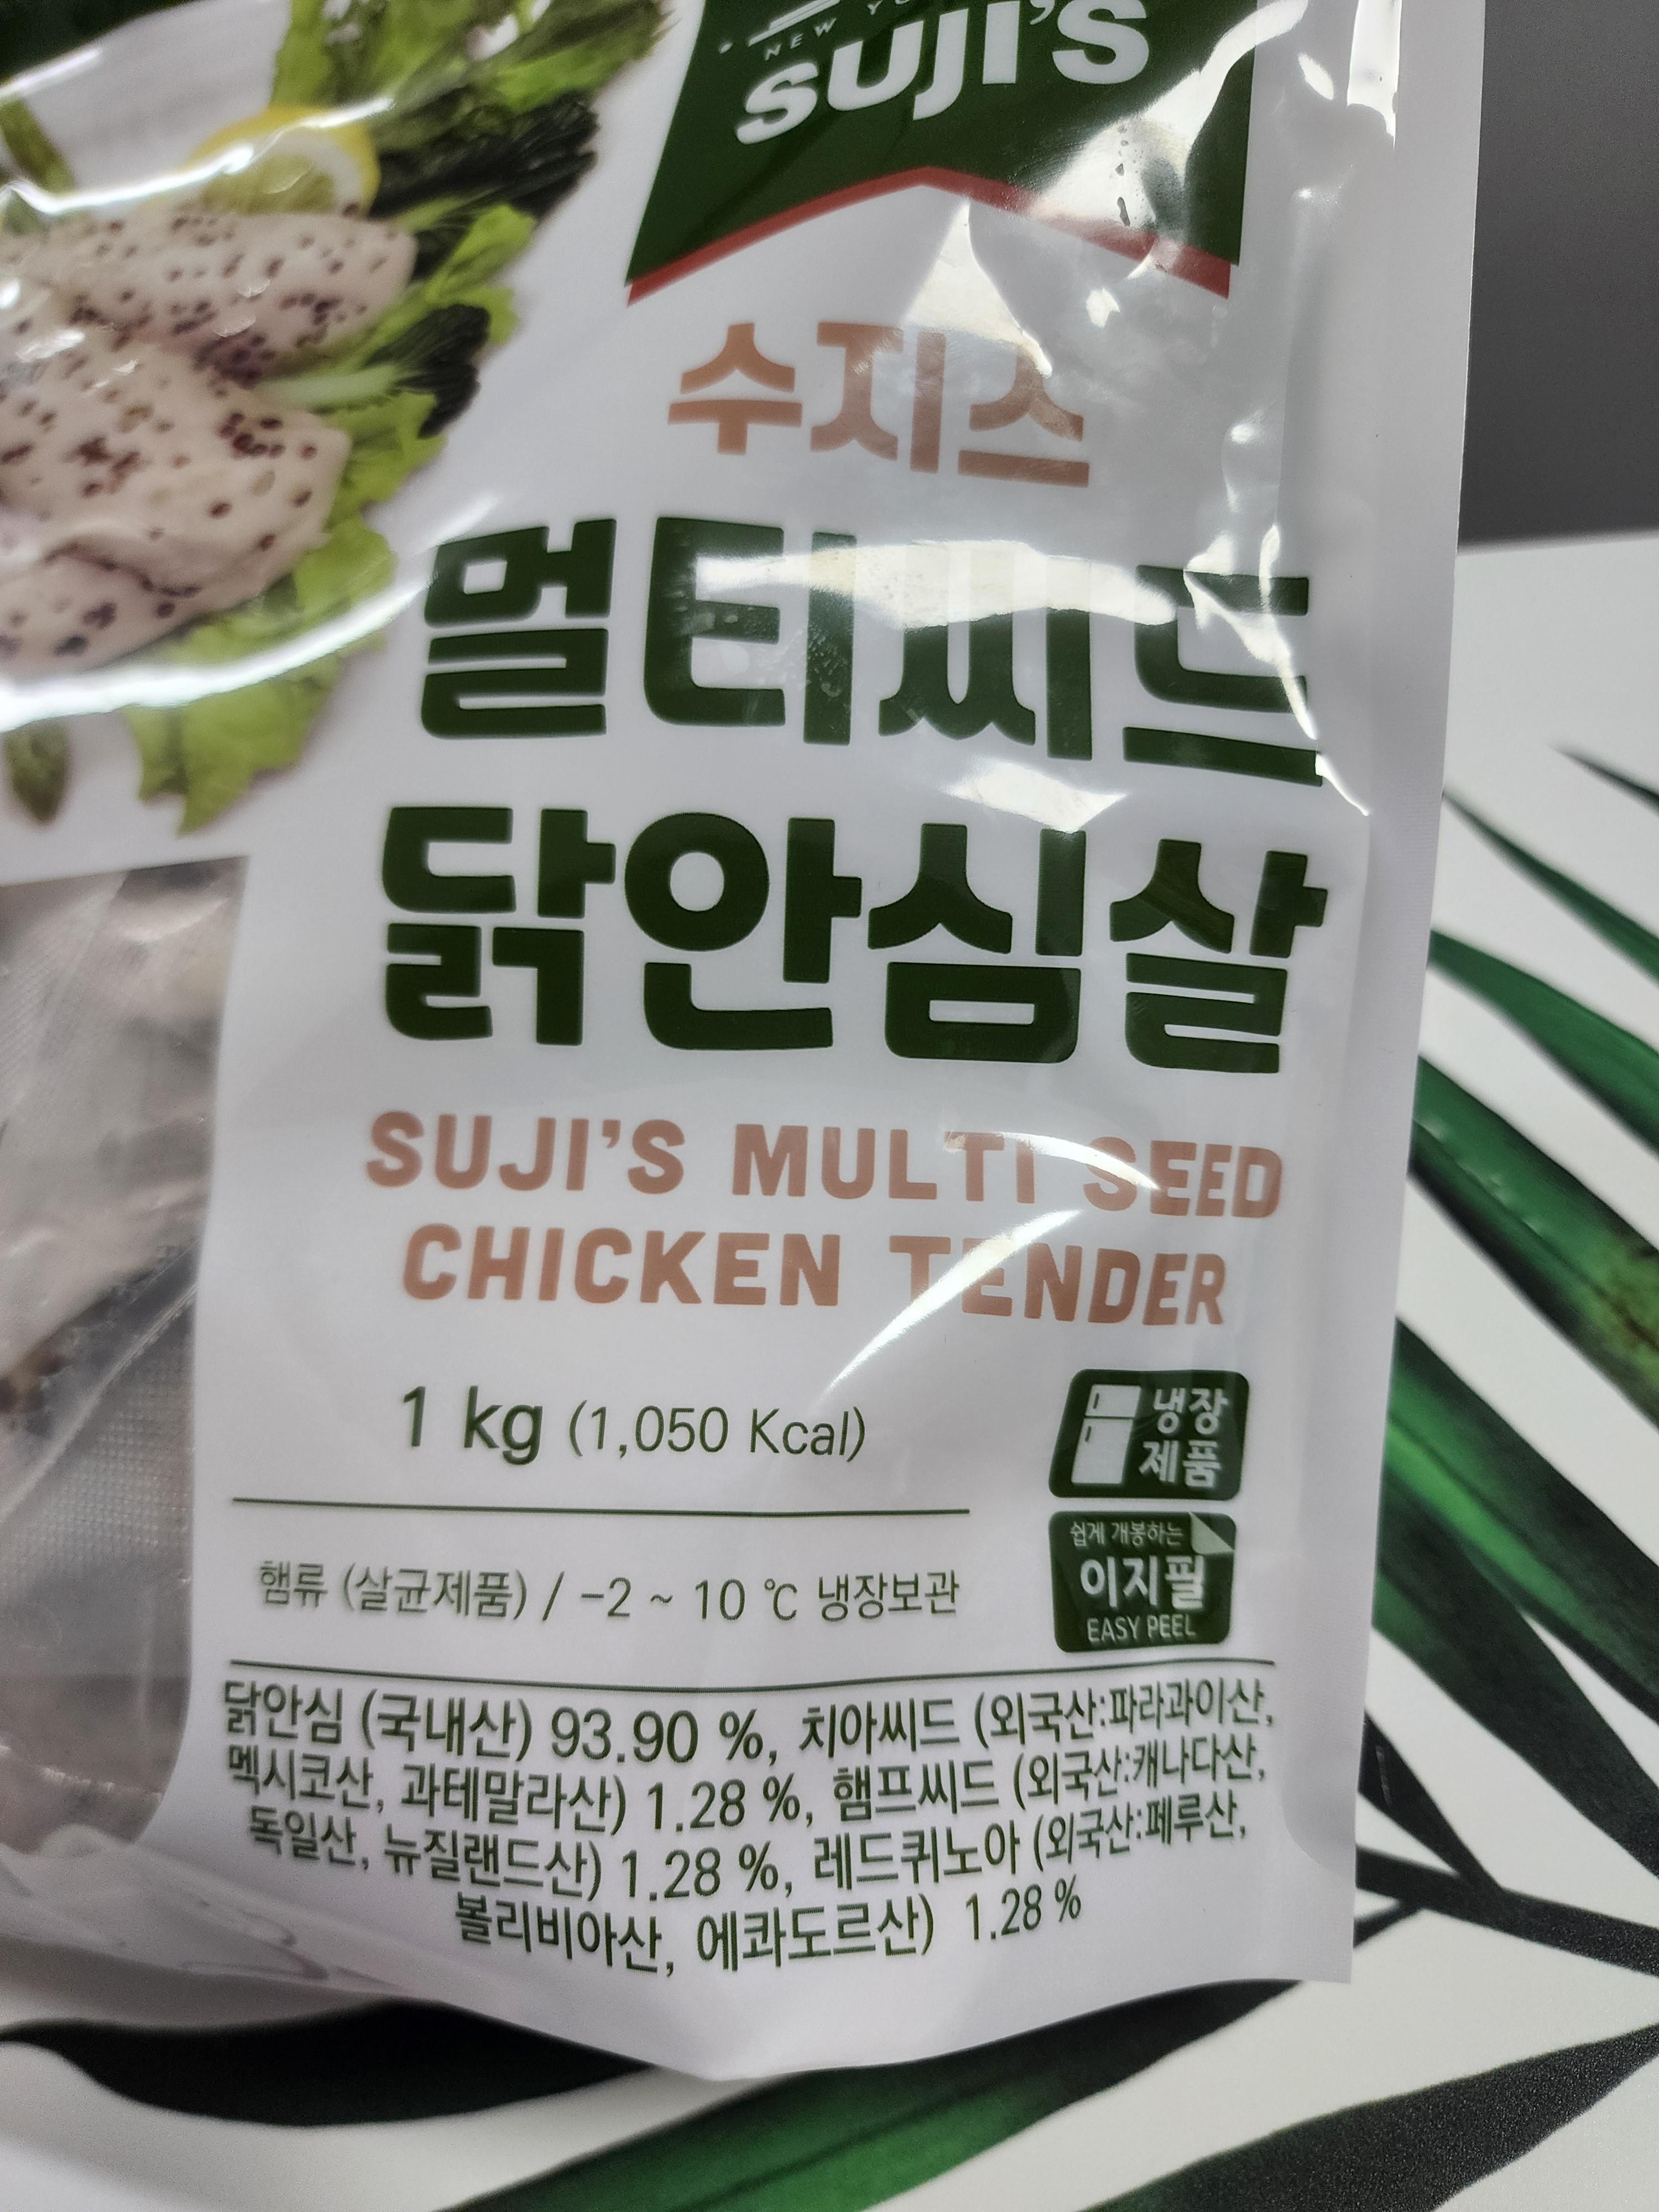 NEW
SUJI'S
수지스
멀티씨드
닭안심살
SUJI'S MULTI SEED
CHICKEN TENDER
1 kg (1,050 Kcal)
냉장
제품
쉽게 개봉하는
이지필
EASY PEEL
햄류 (살균제품) / -2 ~ 10 ℃ 냉장보관
닭안심 (국내산) 93.90 %, 치아씨드 (외국산:파라과이산,
멕시코산, 과테말라산) 1.28 %, 햄프씨드 (외국산:캐나다산,
독일산, 뉴질랜드산) 1.28 %, 레드퀴노아 (외국산:페루산,
볼리비아산, 에콰도르산) 1.28 %